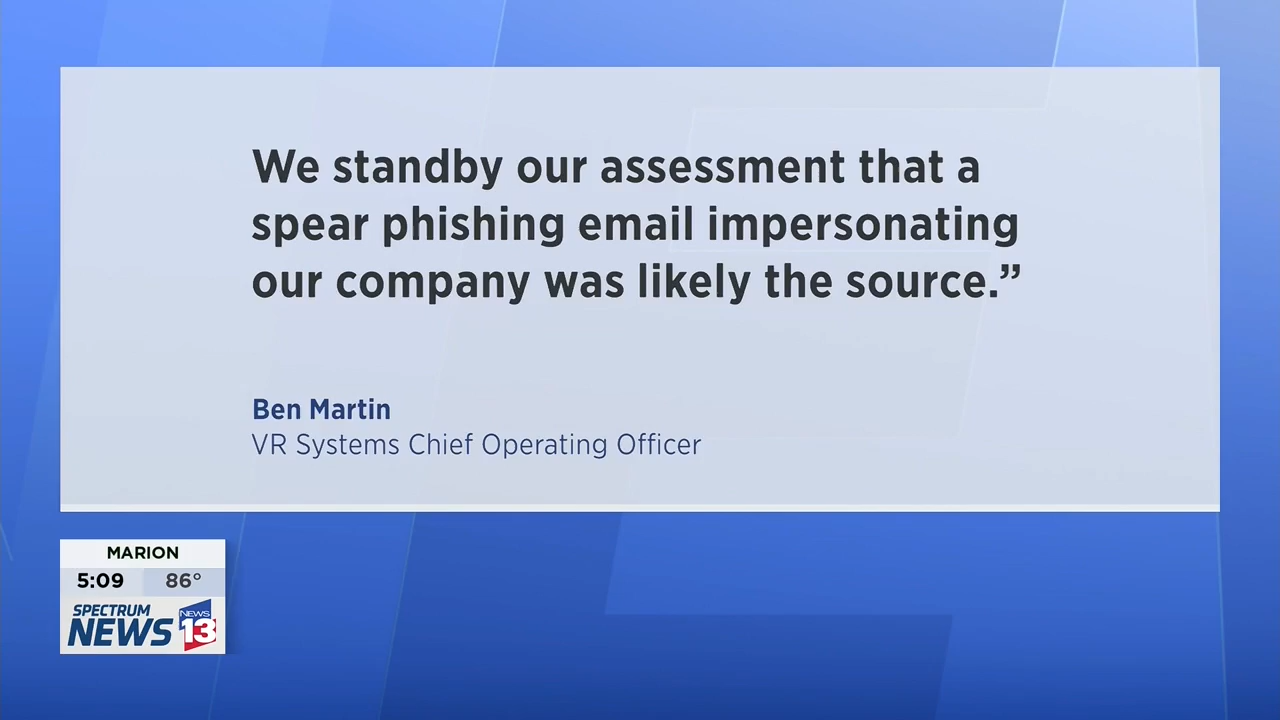 We standby our assessment that a
spear phishing email impersonating
our company was likely the source.”
Ben Martin
VR Systems Chief Operating Officer
MARION
5:09 86°
SPECTRUM
NEWS NEWS
13